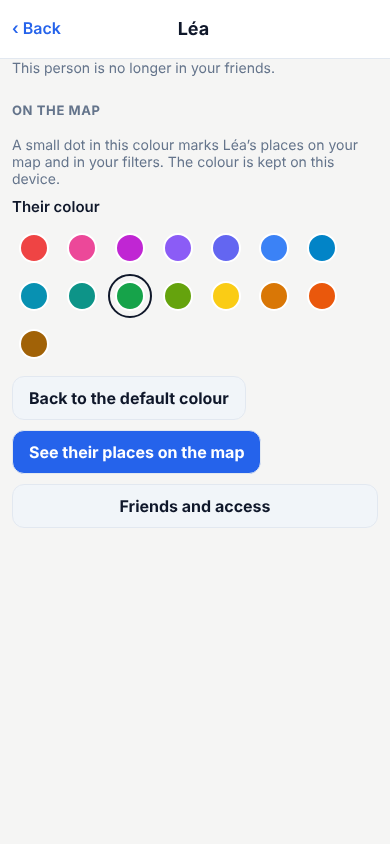 ‹ Back
Léa
This person is no longer in your friends.
ON THE MAP
A small dot in this colour marks Léa’s places on your
map and in your filters. The colour is kept on this
device.
Their colour
Back to the default colour
See their places on the map
Friends and access